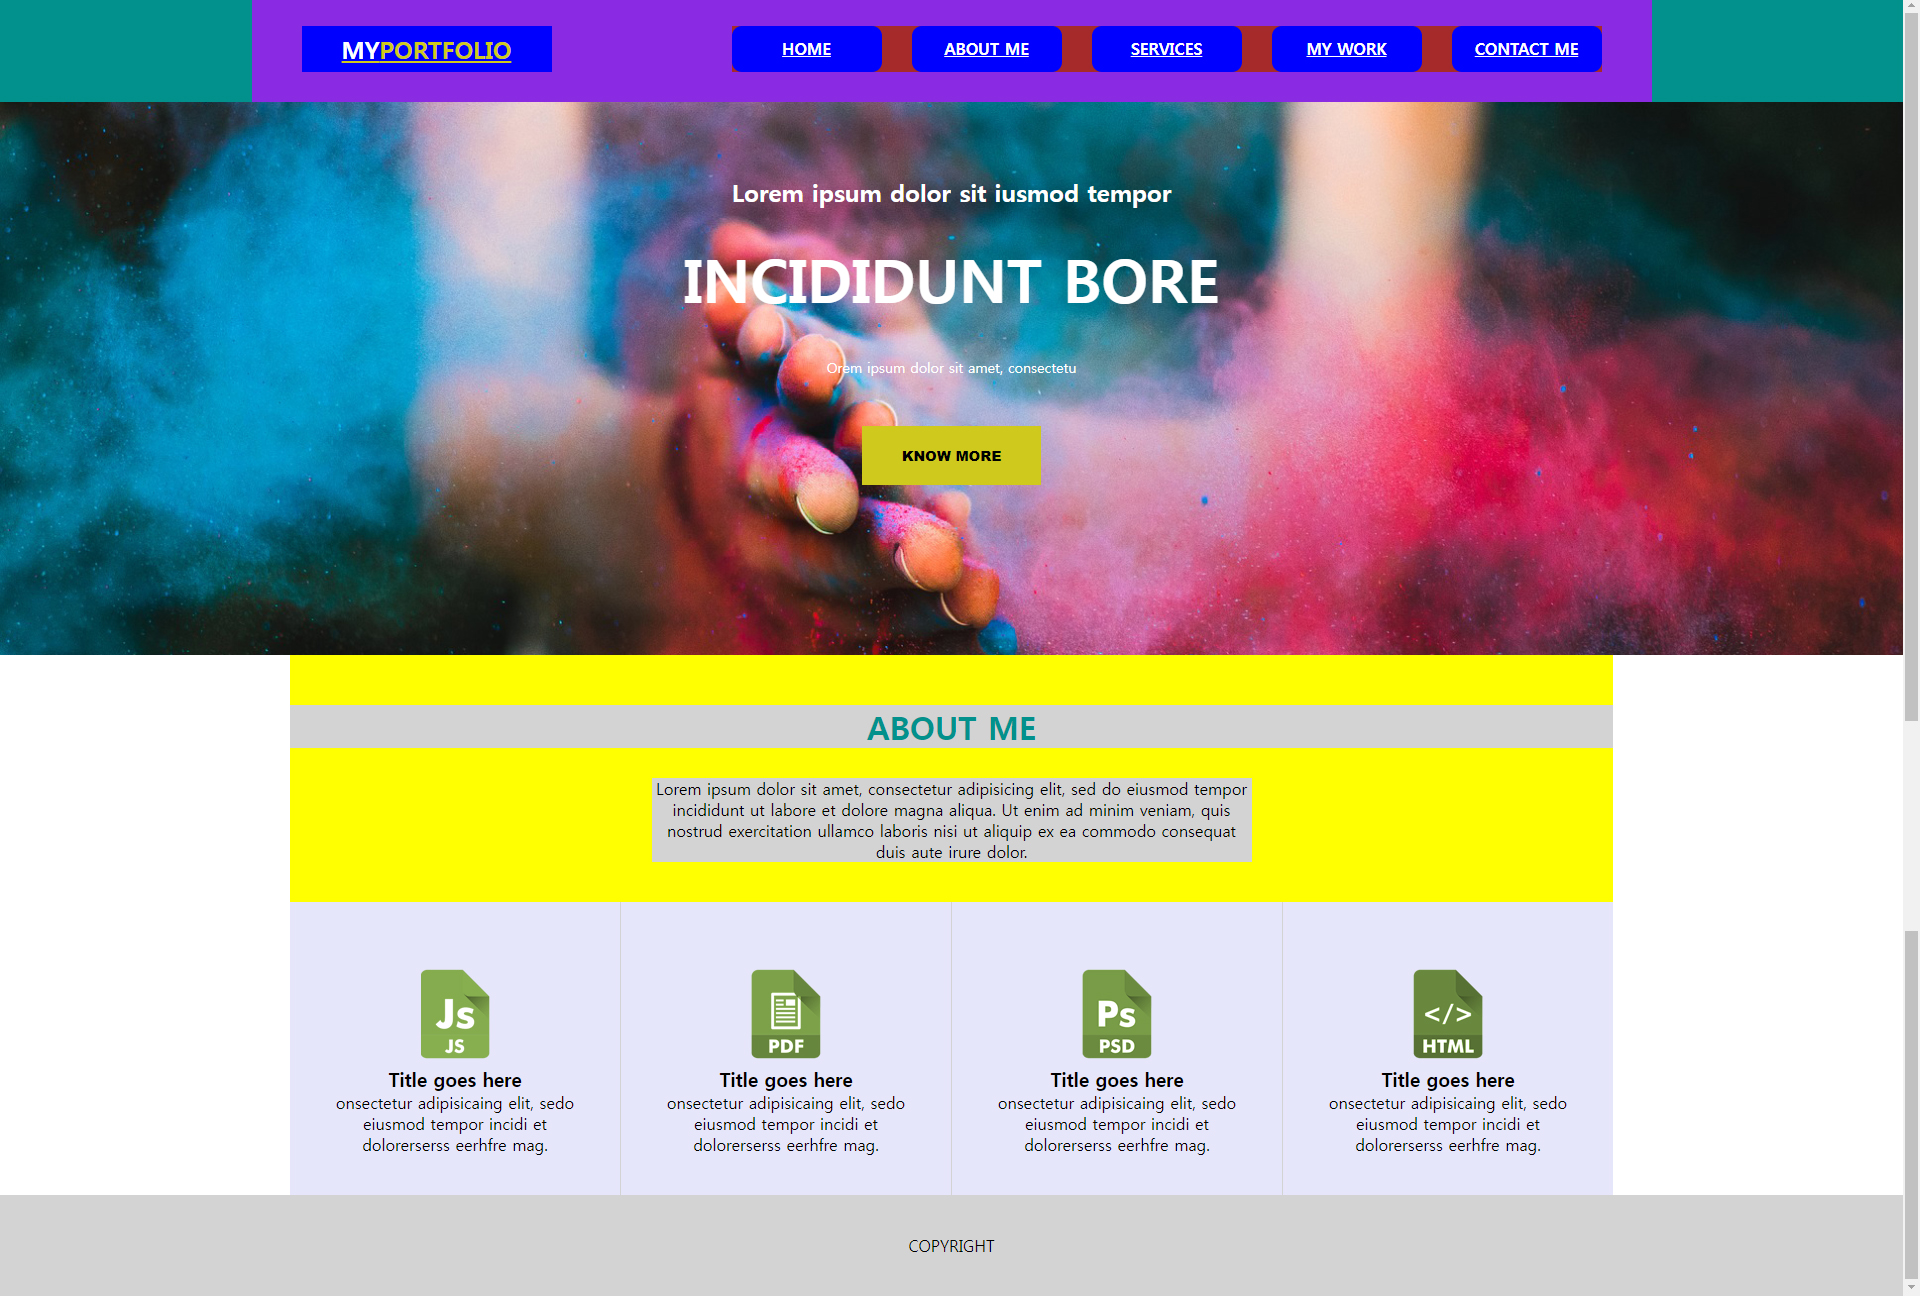 MYPORTFOLIO
HOME ABOUT ME SERVICES MY WORK CONTACT ME
Lorem ipsum dolor sit iusmod tempor
INCIDIDUNT BORE
Orem ipsum dolor sit amet, consectetu
KNOW MORE
ABOUT ME
Lorem ipsum dolor sit amet, consectetur adipisicing elit, sed do eiusmod tempor
incididunt ut labore et dolore magna aliqua. Ut enim ad minim veniam, quis
nostrud exercitation ullamco laboris nisi ut aliquip ex ea commodo consequat
duis aute irure dolor.
Js
JS
Title goes here
onsectetur adipisicaing elit, sedo
eiusmod tempor incidi et
dolorerserss eerhfre mag.
PDF
Title goes here
onsectetur adipisicaing elit, sedo
eiusmod tempor incidi et
dolorerserss eerhfre mag.
Ps
PSD
Title goes here
onsectetur adipisicaing elit, sedo
eiusmod tempor incidi et
dolorerserss eerhfre mag.
</>
HTML
Title goes here
onsectetur adipisicaing elit, sedo
eiusmod tempor incidi et
dolorerserss eerhfre mag.
COPYRIGHT